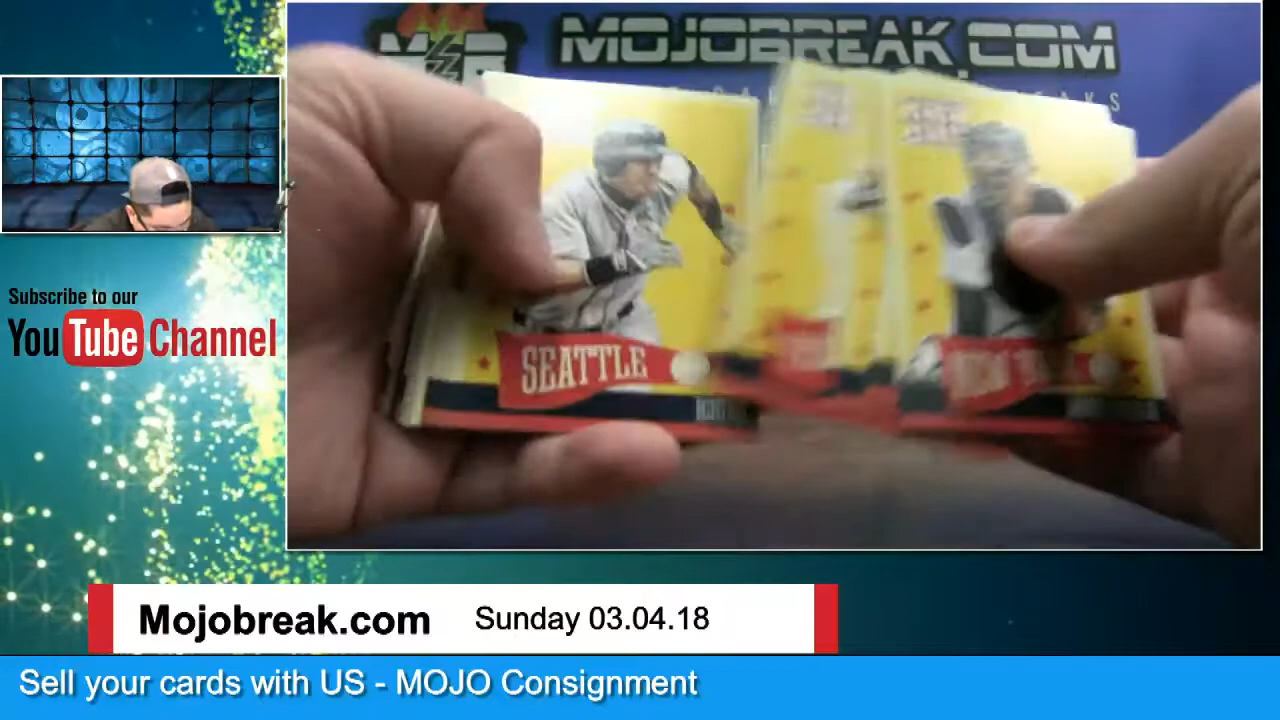 MOJOBREAK.COM
SEATTLE
Subscribe to our
YouTube Channel
Mojobreak.com Sunday 03.04.18
Sell your cards with US - MOJO Consignment